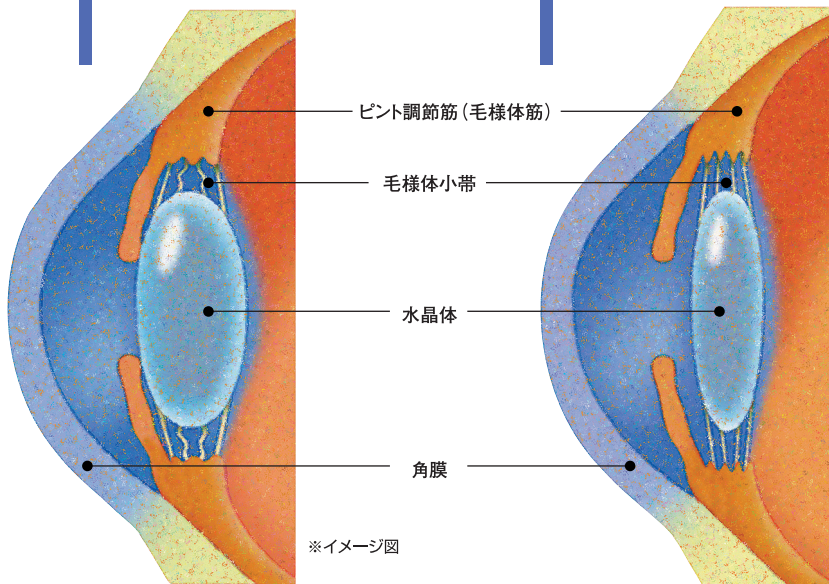 ピント調節筋（毛様体筋）
毛様体小帯
水晶体
角膜
※イメージ図